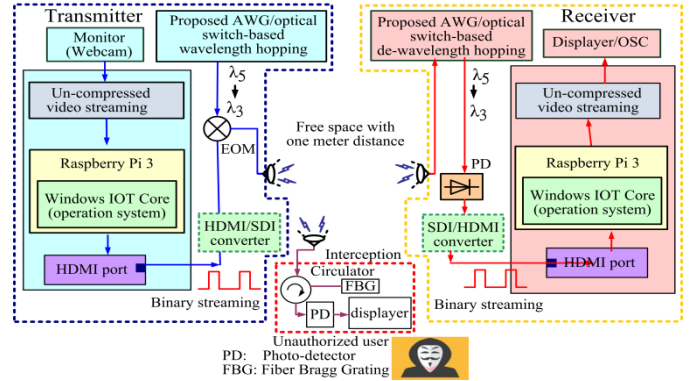 Transmitter
Proposed AWG/optical
switch-based
wavelength hopping
Monitor
(Webcam)
Un-compressed
video streaming
Raspberry Pi 3
Windows IOT Core
(operation system)
HDMI port
λ5
λ3
EOM
HDMI/SDI
converter
Binary streaming
Free space with
one meter distance
Interception
Circulator
FBG
PD
displayer
Unauthorized user
PD: Photo-detector
FBG: Fiber Bragg Grating
Proposed AWG/optical
switch-based
de-wavelength hopping
Receiver
Displayer/OSC
λ5
λ3
PD
SDI/HDMI
converter
Un-compressed
video streaming
Raspberry Pi 3
Windows IOT Core
(operation system)
HDMI port
Binary streaming